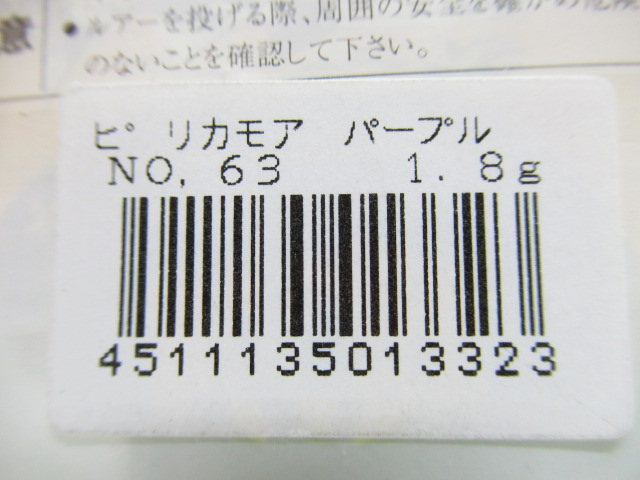 意 • ルアーを投げる際、周囲の安全を確かめ危険
のないことを確認して下さい。
ピ゚リカモア パープル
NO, 63 1. 8g
4511135013323